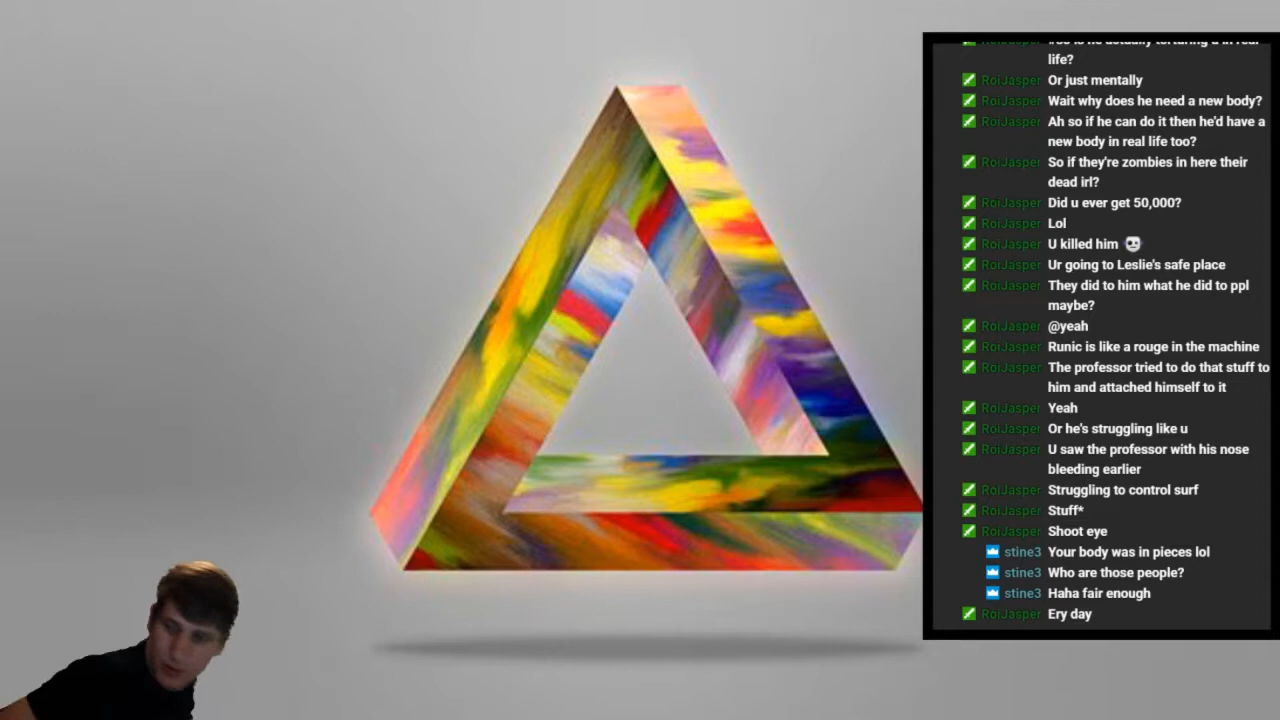 life?
RoiJasper Or just mentally
RoiJasper Wait why does he need a new body?
RoiJasper Ah so if he can do it then he'd have a
new body in real life too?
RoiJasper So if they're zombies in here their
dead irl?
RoiJasper Did u ever get 50,000?
RoiJasper Lol
RoiJasper U killed him
RoiJasper Ur going to Leslie's safe place
RoiJasper They did to him what he did to ppl
maybe?
RoiJasper @yeah
RoiJasper Runic is like a rouge in the machine
RoiJasper The professor tried to do that stuff to
him and attached himself to it
RoiJasper Yeah
RoiJasper Or he's struggling like u
RoiJasper U saw the professor with his nose
bleeding earlier
RoiJasper Struggling to control surf
RoiJasper Stuff*
RoiJasper Shoot eye
stine3 Your body was in pieces lol
stine3 Who are those people?
stine3 Haha fair enough
RoiJasper Ery day